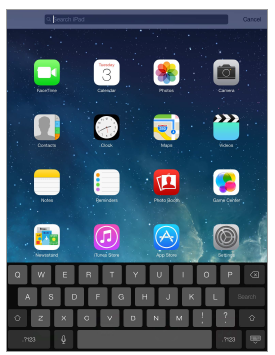 Search iPad Cancel
Tuesday
3
FaceTime Calendar Photos Camera
Contacts Clock Maps Videos
Notes Reminders Photo Booth Game Center
Newsstand iTunes Store App Store Settings
Q W E R T Y U I O P
A S D F G H J K L Search
Z X C V B N M ! , ? .
.?123 .?123